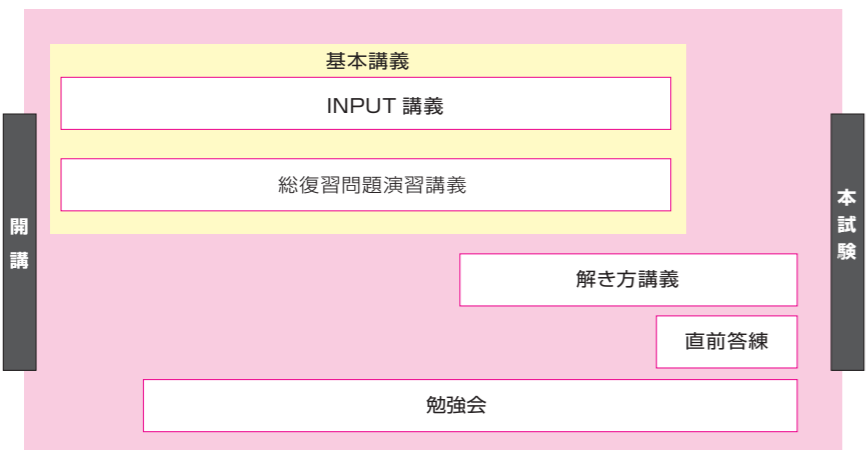 基本講義
INPUT 講義
総復習問題演習講義
開講
本試験
解き方講義
直前答練
勉強会